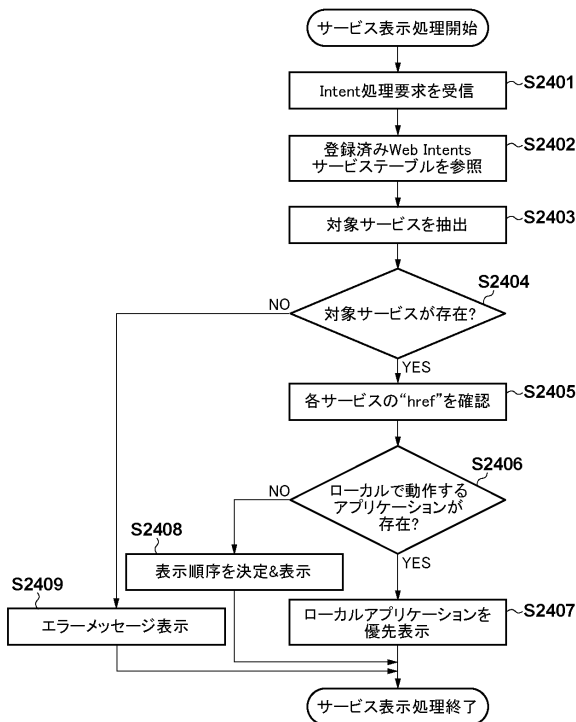 サービス表示処理開始
S2401
Intent処理要求を受信
S2402
登録済みWeb Intents
サービステーブルを参照
S2403
対象サービスを抽出
S2404
NO
対象サービスが存在?
YES
S2405
各サービスの“href”を確認
S2406
NO
ローカルで動作する
アプリケーションが
存在?
S2408
YES
表示順序を決定&表示
S2409
S2407
エラーメッセージ表示
ローカルアプリケーションを
優先表示
サービス表示処理終了